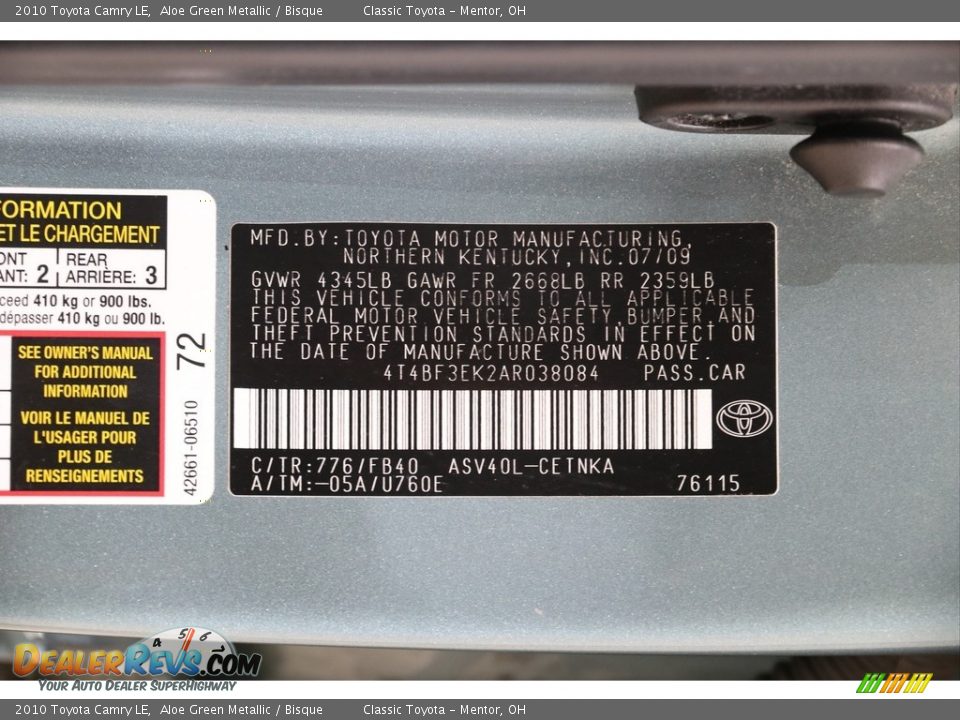 2010 Toyota Camry LE, Aloe Green Metallic / Bisque Classic Toyota – Mentor, OH
FORMATION
ET LE CHARGEMENT
ONT
ANT: 2
REAR
ARRIÈRE: 3
ceed 410 kg or 900 lbs.
dépasser 410 kg ou 900 lb.
SEE OWNER'S MANUAL
FOR ADDITIONAL
INFORMATION
VOIR LE MANUEL DE
L'USAGER POUR
PLUS DE
RENSEIGNEMENTS
72
42661-06510
MFD.BY:TOYOTA MOTOR MANUFACTURING,
NORTHERN KENTUCKY,INC.07/09
GVWR 4345LB GAWR FR 2668LB RR 2359LB
THIS VEHICLE CONFORMS TO ALL APPLICABLE
FEDERAL MOTOR VEHICLE SAFETY,BUMPER,AND
THEFT PREVENTION STANDARDS IN EFFECT ON
THE DATE OF MANUFACTURE SHOWN ABOVE.
4T4BF3EK2AR038084 PASS.CAR
C/TR:776/FB40 ASV40L-CETNKA
A/TM:-05A/U760E 76115
4 5 6
DEALERREVS.COM
YOUR AUTO DEALER SUPERHIGHWAY
2010 Toyota Camry LE, Aloe Green Metallic / Bisque Classic Toyota – Mentor, OH